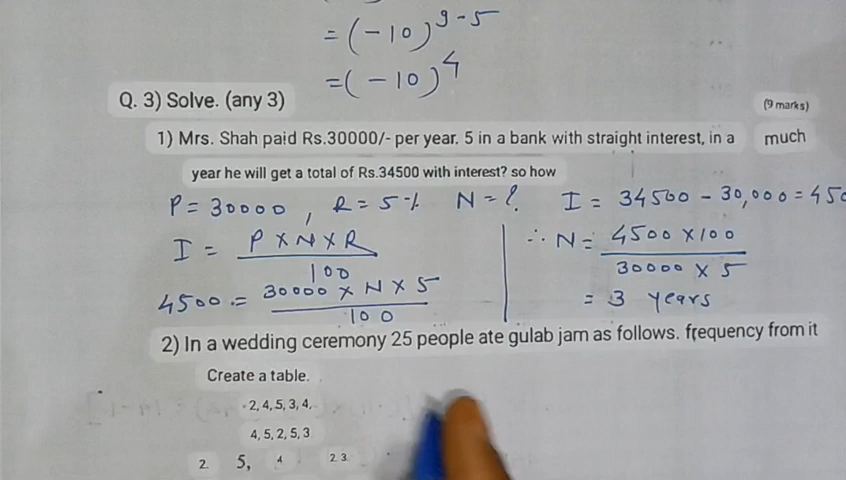 = (-10)^9-5
= (-10)^4
Q. 3) Solve. (any 3)
(9 marks)
1) Mrs. Shah paid Rs.30000/- per year. 5 in a bank with straight interest, in a much
year he will get a total of Rs.34500 with interest? so how
P = 30000 , R = 5% N = ? I = 34500 - 30,000 = 450
I = P X N X R / 100
∴ N = 4500 X 100 / 30000 X 5
4500 = 30000 X N X 5 / 100
= 3 years
2) In a wedding ceremony 25 people ate gulab jam as follows. frequency from it
Create a table.
2, 4, 5, 3, 4,
4, 5, 2, 5, 3
2 5, 4 2 3